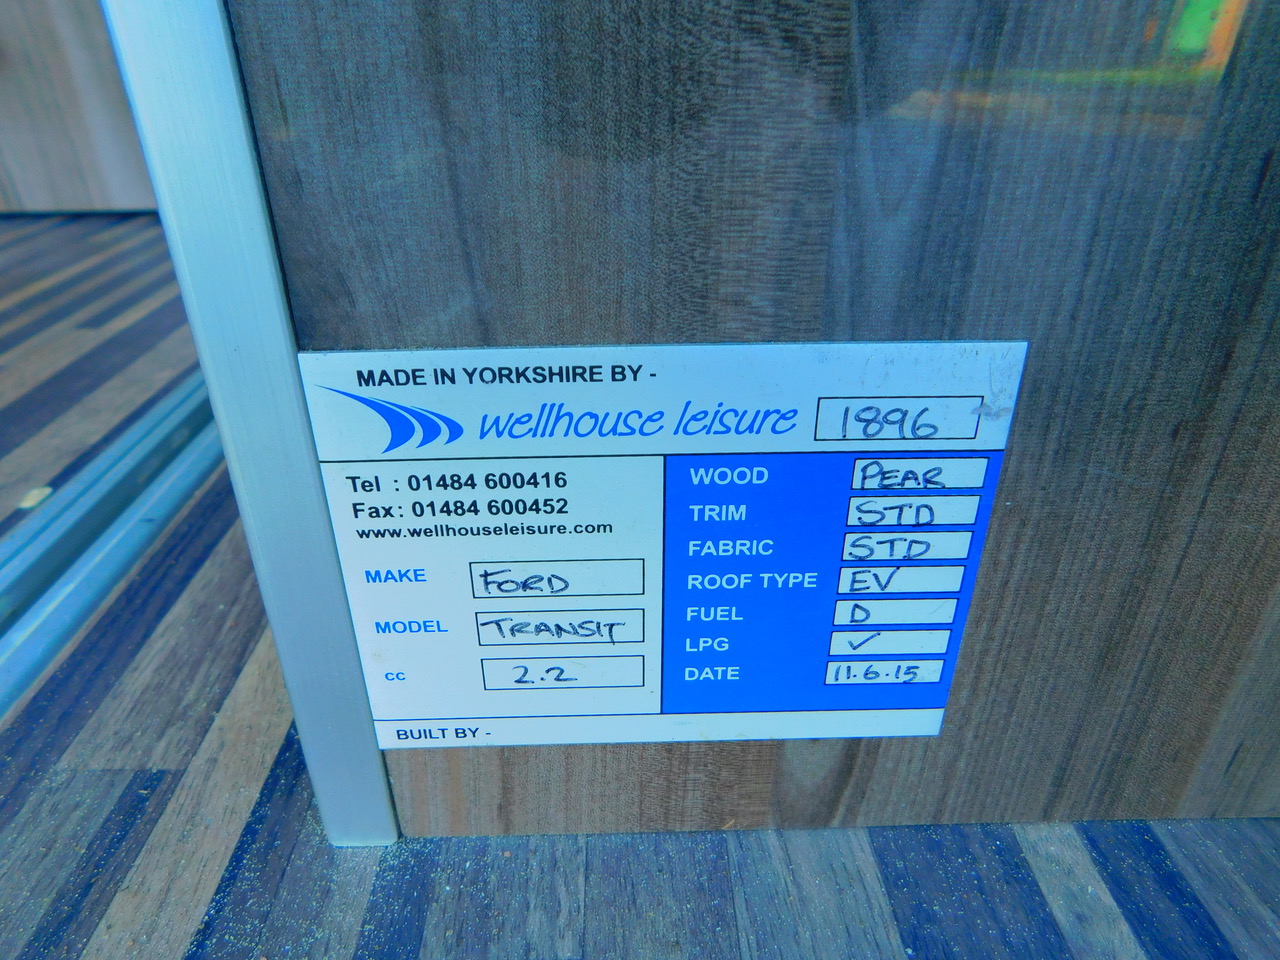 MADE IN YORKSHIRE BY -
wellhouse leisure 1896
Tel : 01484 600416
Fax: 01484 600452
www.wellhouseleisure.com
MAKE FORD
MODEL TRANSIT
cc 2.2
WOOD PEAR
TRIM STD
FABRIC STD
ROOF TYPE EV
FUEL D
LPG ✓
DATE 11.6.15
BUILT BY -